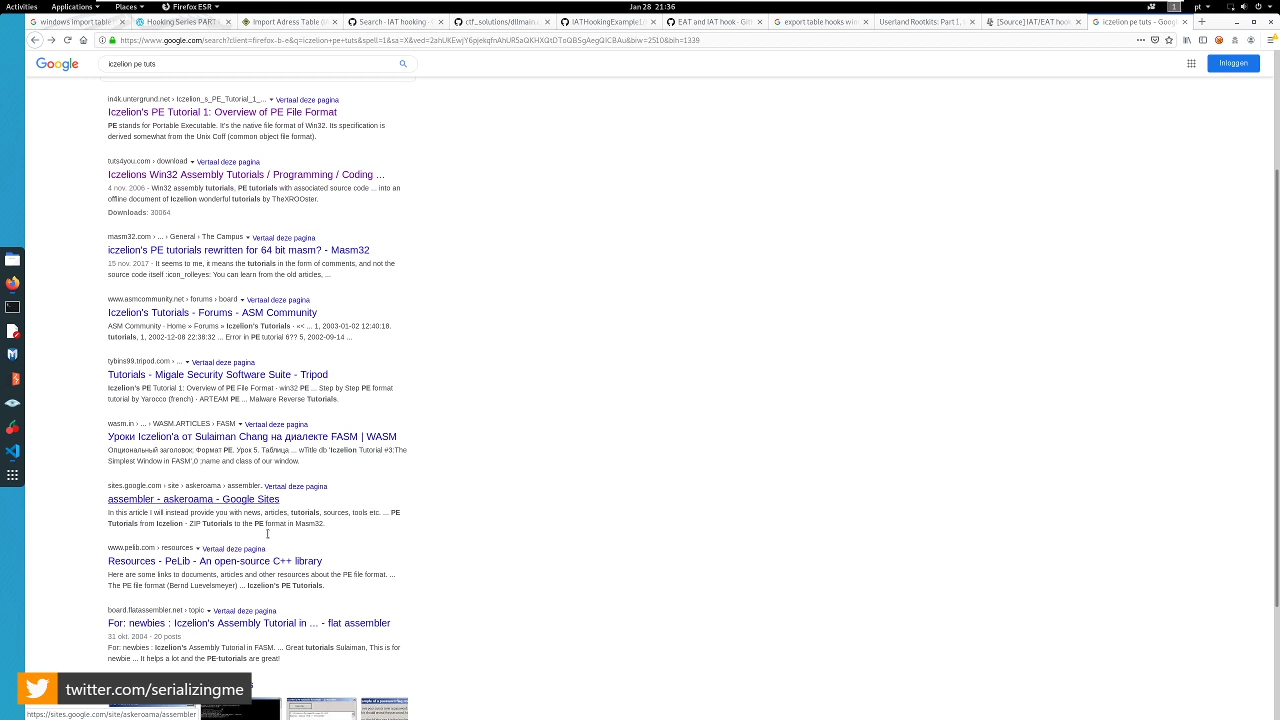 Activities Applications Places Firefox ESR Jan 28 21:36 1 pt
windows import table Hooking Series PART Import Adress Table (I Search · IAT hooking · ctf_solutions/dllmain.c IATHookingExample1/ EAT and IAT hook · Git export table hooks win Userland Rootkits: Part 1, [Source] IAT/EAT hook iczelion pe tuts - Goog
https://www.google.com/search?client=firefox-b-e&q=iczelion+pe+tuts&spell=1&sa=X&ved=2ahUKEwjY6pjekqfnAhUR5aQKHXQtDToQBSgAegQICBAu&biw=2510&bih=1339
Google iczelion pe tuts Inloggen
in4k.untergrund.net › Iczelion_s_PE_Tutorial_1_... Vertaal deze pagina
Iczelion's PE Tutorial 1: Overview of PE File Format
PE stands for Portable Executable. It's the native file format of Win32. Its specification is
derived somewhat from the Unix Coff (common object file format).
tuts4you.com › download Vertaal deze pagina
Iczelions Win32 Assembly Tutorials / Programming / Coding ...
4 nov. 2006 - Win32 assembly tutorials, PE tutorials with associated source code ... into an
offline document of Iczelion wonderful tutorials by TheXROOster.
Downloads: 30064
masm32.com › ... › General › The Campus Vertaal deze pagina
iczelion's PE tutorials rewritten for 64 bit masm? - Masm32
15 nov. 2017 - It seems to me, it means the tutorials in the form of comments, and not the
source code itself :icon_rolleyes: You can learn from the old articles, ...
www.asmcommunity.net › forums › board Vertaal deze pagina
Iczelion's Tutorials - Forums - ASM Community
ASM Community · Home » Forums » Iczelion's Tutorials · «« ... 1, 2003-01-02 12:40:18.
tutorials, 1, 2002-12-08 22:38:32 ... Error in PE tutorial 6?? 5, 2002-09-14 ...
tybins99.tripod.com › ... Vertaal deze pagina
Tutorials - Migale Security Software Suite - Tripod
Iczelion's PE Tutorial 1: Overview of PE File Format · win32 PE ... Step by Step PE format
tutorial by Yarocco (french) · ARTEAM PE ... Malware Reverse Tutorials.
wasm.in › ... › WASM.ARTICLES › FASM Vertaal deze pagina
Уроки Iczelion'а от Sulaiman Chang на диалекте FASM | WASM
Опциональный заголовок; Формат PE. Урок 5. Таблица ... wTitle db 'Iczelion Tutorial #3:The
Simplest Window in FASM',0 ;name and class of our window.
sites.google.com › site › askeroama › assembler. Vertaal deze pagina
assembler - askeroama - Google Sites
In this article I will instead provide you with news, articles, tutorials, sources, tools etc. ... PE
Tutorials from Iczelion - ZIP Tutorials to the PE format in Masm32.
www.pelib.com › resources Vertaal deze pagina
Resources - PeLib - An open-source C++ library
Here are some links to documents, articles and other resources about the PE file format. ...
The PE file format (Bernd Luevelsmeyer) ... Iczelion's PE Tutorials.
board.flatassembler.net › topic Vertaal deze pagina
For: newbies : Iczelion's Assembly Tutorial in ... - flat assembler
31 okt. 2004 - 20 posts
For: newbies : Iczelion's Assembly Tutorial in FASM. ... Great tutorials Sulaiman, This is for
newbie ... It helps a lot and the PE-tutorials are great!
twitter.com/serializingme
https://sites.google.com/site/askeroama/assembler